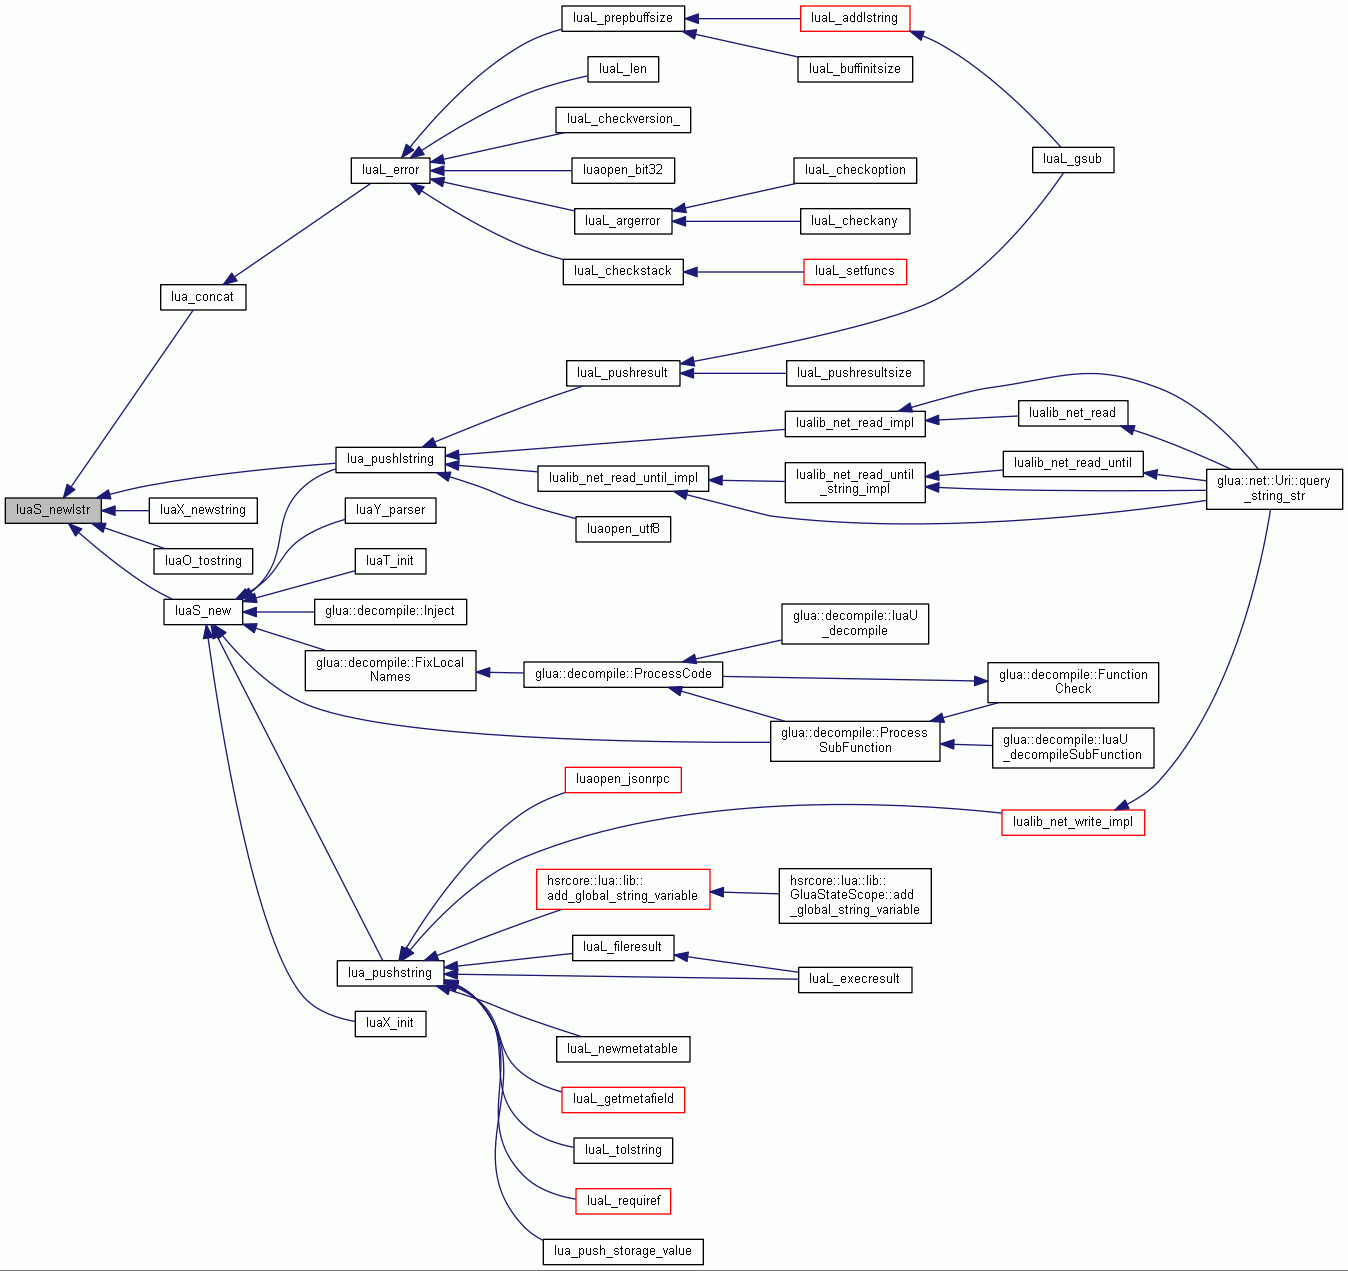 luaL_prepbuffsize
luaL_addlstring
luaL_len
luaL_buffinitsize
luaL_checkversion_
luaL_error
luaopen_bit32
luaL_checkoption
luaL_gsub
luaL_argerror
luaL_checkany
luaL_checkstack
luaL_setfuncs
lua_concat
luaL_pushresult
luaL_pushresultsize
lualib_net_read_impl
lualib_net_read
lua_pushlstring
lualib_net_read_until_impl
lualib_net_read_until
_string_impl
lualib_net_read_until
glua::net::Uri::query
_string_str
luaS_newlstr
luaX_newstring
luaY_parser
luaopen_utf8
luaO_tostring
luaT_init
luaS_new
glua::decompile::Inject
glua::decompile::luaU
_decompile
glua::decompile::FixLocal
Names
glua::decompile::ProcessCode
glua::decompile::Function
Check
glua::decompile::Process
SubFunction
glua::decompile::luaU
_decompileSubFunction
luaopen_jsonrpc
lualib_net_write_impl
hsrcore::lua::lib::
add_global_string_variable
hsrcore::lua::lib::
GluaStateScope::add
_global_string_variable
lua_pushstring
luaL_fileresult
luaL_execresult
luaX_init
luaL_newmetatable
luaL_getmetafield
luaL_tolstring
luaL_requiref
lua_push_storage_value